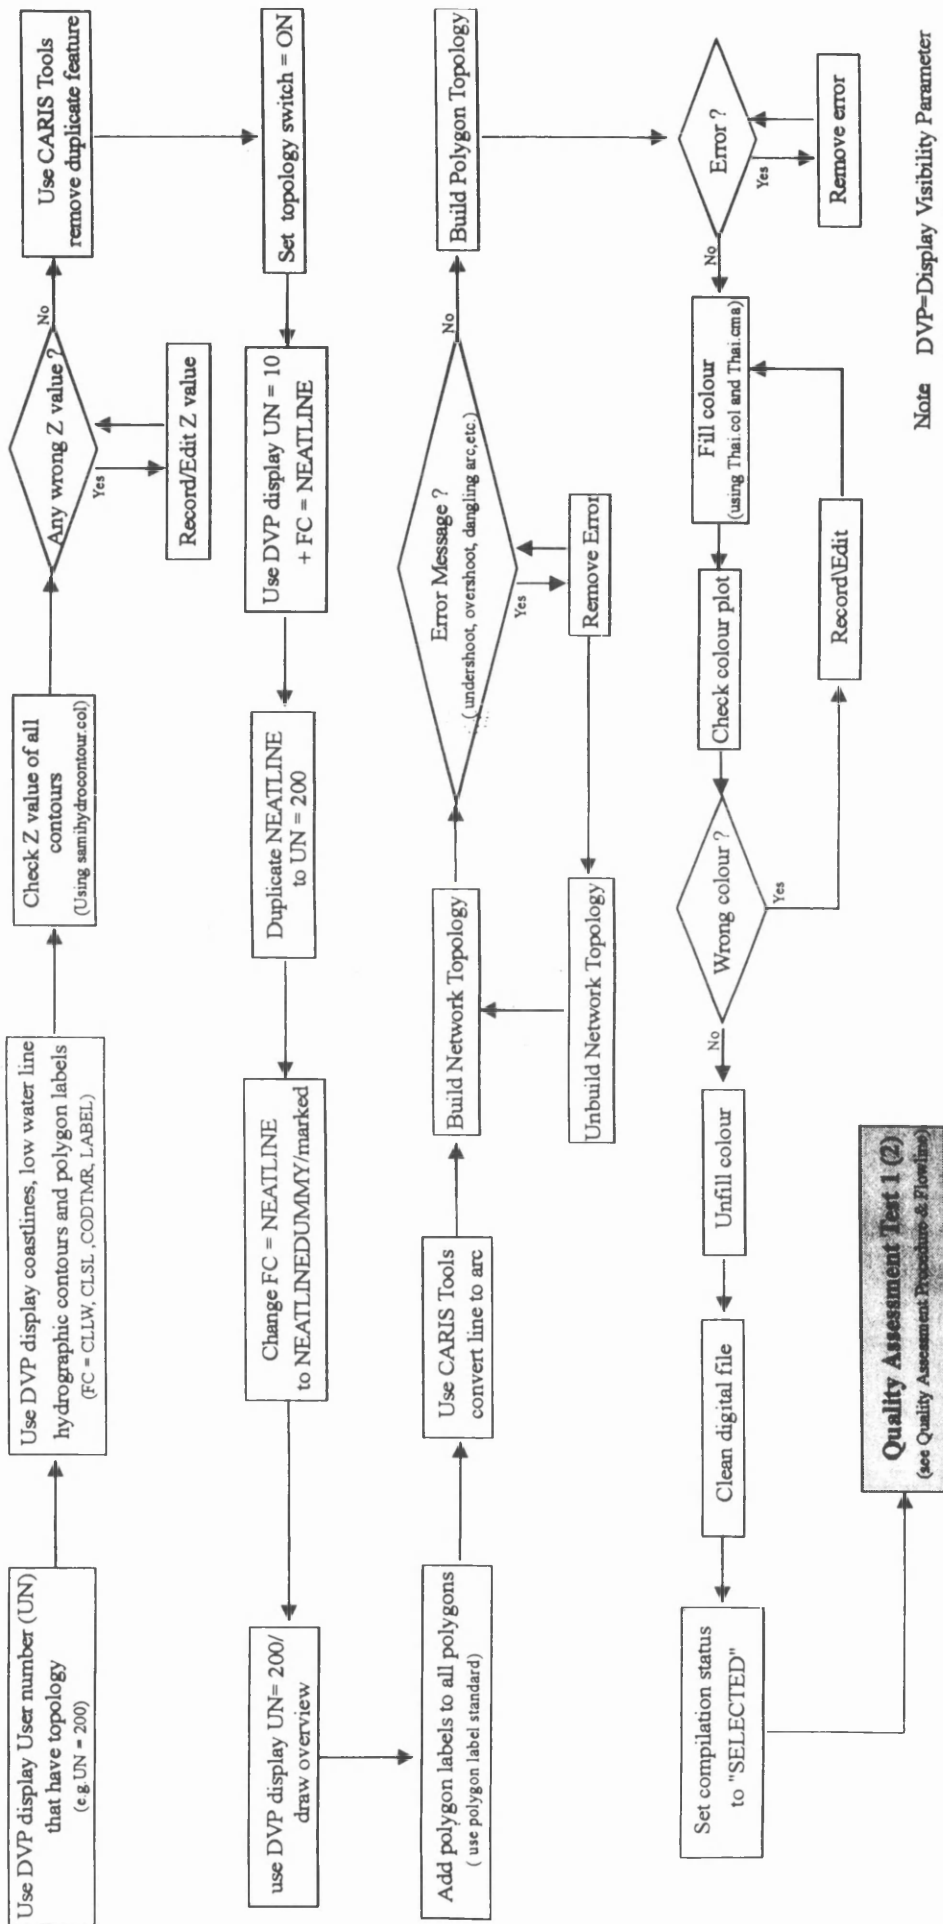 Use DVP display User number (UN)
that have topology
(e.g.UN = 200)
Use DVP display coastlines, low water line
hydrographic contours and polygon labels
(FC = CLLW, CLSL ,CODTMR, LABEL)
Check Z value of all
contours
(Using samihydrocontour.col)
Any wrong Z value ?
Yes
No
Record/Edit Z value
Use CARIS Tools
remove duplicate feature
Set topology switch = ON
Use DVP display UN = 10
+ FC = NEATLINE
Duplicate NEATLINE
to UN = 200
Change FC = NEATLINE
to NEATLINEDUMMY/marked
use DVP display UN= 200/
draw overview
Add polygon labels to all polygons
( use polygon label standard)
Use CARIS Tools
convert line to arc
Build Network Topology
Error Message ?
( undershoot, overshoot, dangling arc,etc.)
Yes
No
Remove Error
Unbuild Network Topology
Build Polygon Topology
Error ?
Yes
No
Remove error
Fill colour
(using Thai.col and Thai.cma)
Check colour plot
Wrong colour ?
Yes
No
Record\Edit
Unfill colour
Clean digital file
Set compilation status
to "SELECTED"
Quality Assessment Test 1 (2)
(see Quality Assessment Procedure & Flowline)
Note DVP=Display Visibility Parameter